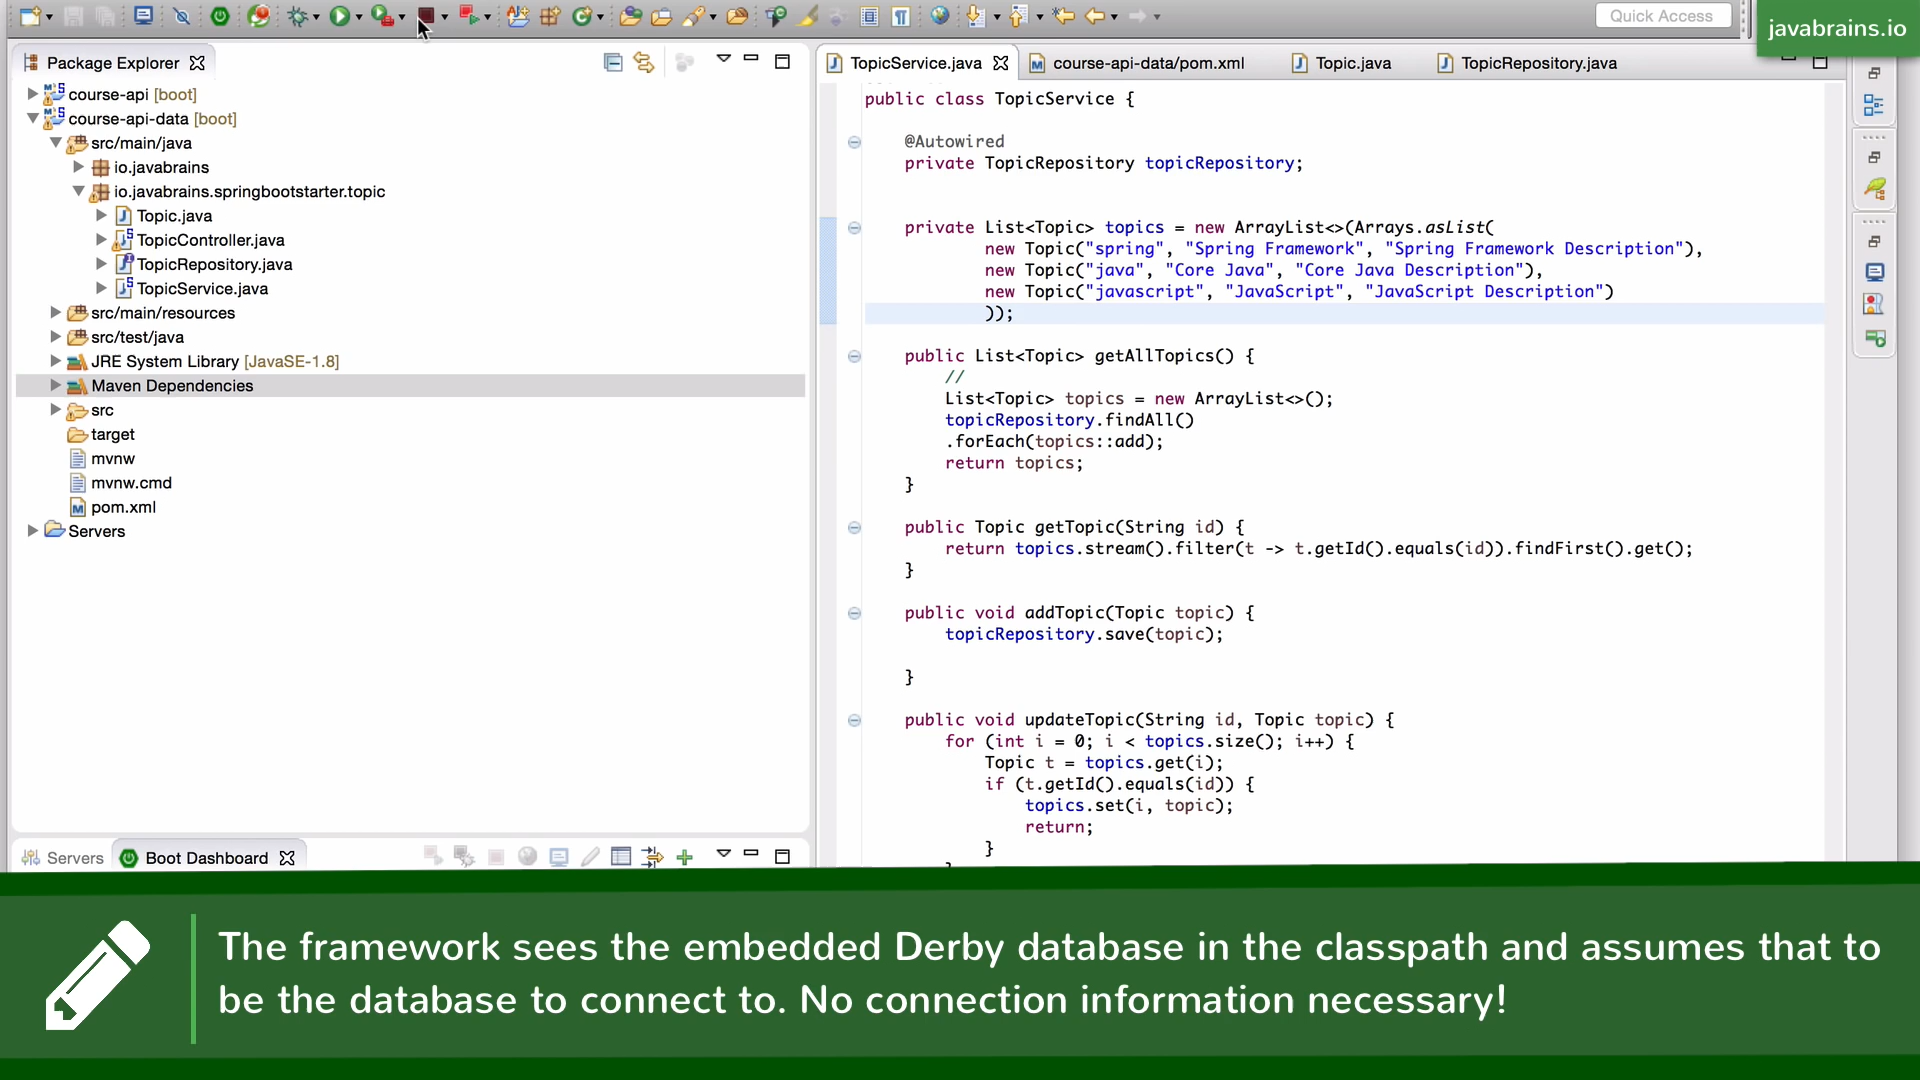 Quick Access
javabrains.io
Package Explorer
course-api [boot]
course-api-data [boot]
src/main/java
io.javabrains
io.javabrains.springbootstarter.topic
Topic.java
TopicController.java
TopicRepository.java
TopicService.java
src/main/resources
src/test/java
JRE System Library [JavaSE-1.8]
Maven Dependencies
src
target
mvnw
mvnw.cmd
pom.xml
Servers
Servers
Boot Dashboard
TopicService.java
course-api-data/pom.xml
Topic.java
TopicRepository.java
public class TopicService {
@Autowired
private TopicRepository topicRepository;
private List<Topic> topics = new ArrayList<>(Arrays.asList(
new Topic("spring", "Spring Framework", "Spring Framework Description"),
new Topic("java", "Core Java", "Core Java Description"),
new Topic("javascript", "JavaScript", "JavaScript Description")
));
public List<Topic> getAllTopics() {
//
List<Topic> topics = new ArrayList<>();
topicRepository.findAll()
.forEach(topics::add);
return topics;
}
public Topic getTopic(String id) {
return topics.stream().filter(t -> t.getId().equals(id)).findFirst().get();
}
public void addTopic(Topic topic) {
topicRepository.save(topic);
}
public void updateTopic(String id, Topic topic) {
for (int i = 0; i < topics.size(); i++) {
Topic t = topics.get(i);
if (t.getId().equals(id)) {
topics.set(i, topic);
return;
}
The framework sees the embedded Derby database in the classpath and assumes that to
be the database to connect to. No connection information necessary!